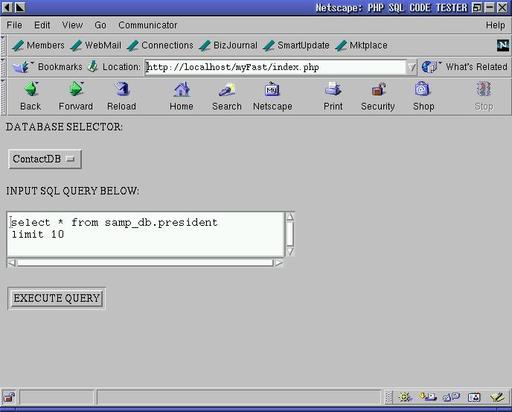 Netscape: PHP SQL CODE TESTER
File Edit View Go Communicator Help
Members WebMail Connections BizJournal SmartUpdate Mktplace
Bookmarks Location: http://localhost/myFast/index.php What's Related
Back Forward Reload Home Search Netscape Print Security Shop Stop
DATABASE SELECTOR:
ContactDB
INPUT SQL QUERY BELOW:
select * from samp_db.president
limit 10
EXECUTE QUERY